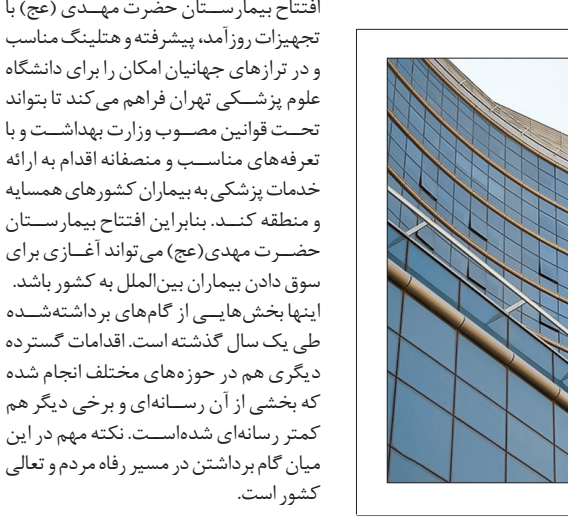 افتتاح بیمارستان حضرت مهدی (عج) با
تجهیزات روزآمد، پیشرفته و هتلینگ مناسب
و در ترازهای جهانیان امکان را برای دانشگاه
علوم پزشکی تهران فراهم می‌کند تا بتواند
تحت قوانین مصوب وزارت بهداشت و با
تعرفه‌های مناسب و منصفانه اقدام به ارائه
خدمات پزشکی به بیماران کشورهای همسایه
و منطقه کند. بنابراین افتتاح بیمارستان
حضرت مهدی(عج) می‌تواند آغازی برای
سوق دادن بیماران بین‌الملل به کشور باشد.
اینها بخش‌هایی از گام‌های برداشته‌شده
طی یک سال گذشته است. اقدامات گسترده
دیگری هم در حوزه‌های مختلف انجام شده
که بخشی از آن رسانه‌ای و برخی دیگر هم
کمتر رسانه‌ای شده‌است. نکته مهم در این
میان گام برداشتن در مسیر رفاه مردم و تعالی
کشور است.